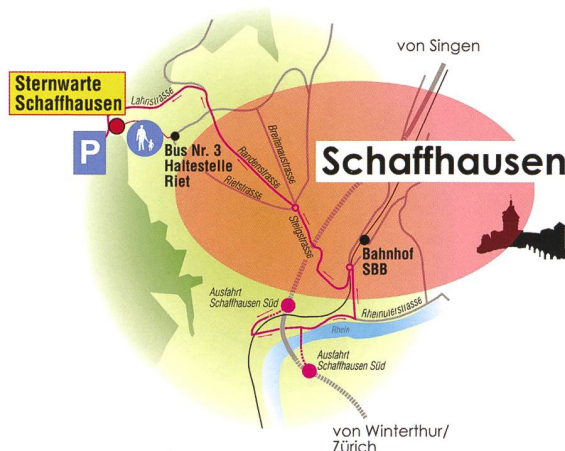 von Singen
Sternwarte
Schaffhausen
Lahnstrasse
P
Bus Nr. 3
Haltestelle
Riet
Breitenaustrasse
Randenstrasse
Rietstrasse
Schaffhausen
Steigstrasse
Bahnhof
SBB
Ausfahrt
Schaffhausen Süd
Rheinuferstrasse
Rhein
Ausfahrt
Schaffhausen Süd
von Winterthur/
Zürich